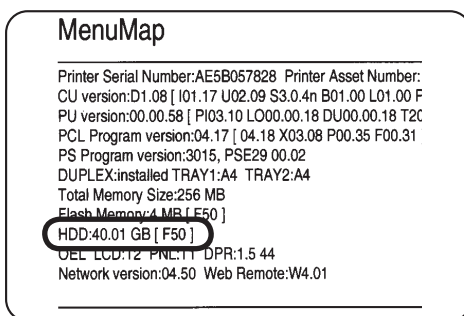 MenuMap
Printer Serial Number:AE5B057828 Printer Asset Number:
CU version:D1.08 [ I01.17 U02.09 S3.0.4n B01.00 L01.00 F
PU version:00.00.58 [ PI03.10 LO00.00.18 DU00.00.18 T20
PCL Program version:04.17 [ 04.18 X03.08 P00.35 F00.31
PS Program version:3015, PSE29 00.02
DUPLEX:installed TRAY1:A4 TRAY2:A4
Total Memory Size:256 MB
Flash Memory:4 MB [ F50 ]
HDD:40.01 GB [ F50 ]
OEL LCD:12 PNL:11 DPR:1.5 44
Network version:04.50 Web Remote:W4.01